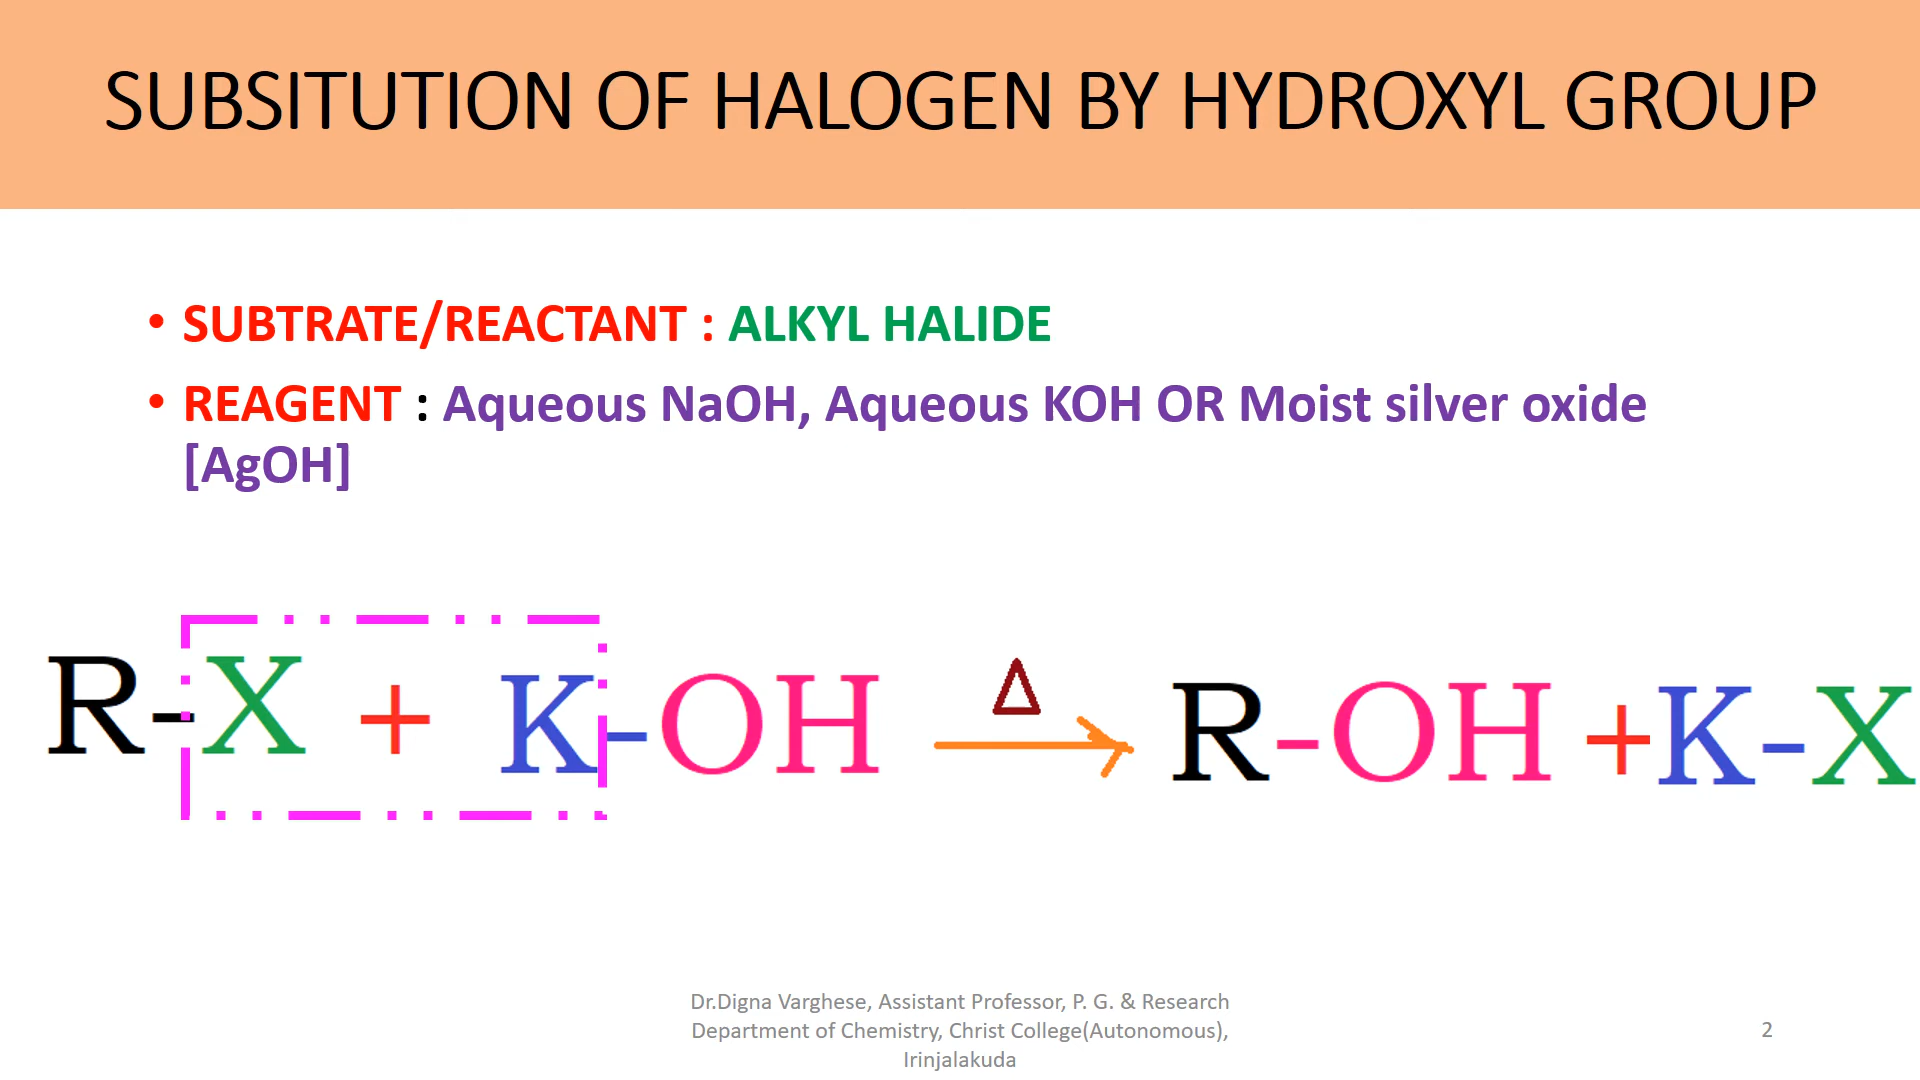 SUBSITUTION OF HALOGEN BY HYDROXYL GROUP
• SUBTRATE/REACTANT : ALKYL HALIDE
• REAGENT : Aqueous NaOH, Aqueous KOH OR Moist silver oxide
[AgOH]
R-X + K-OH Δ R-OH +K-X
Dr.Digna Varghese, Assistant Professor, P. G. & Research
Department of Chemistry, Christ College(Autonomous),
Irinjalakuda
2